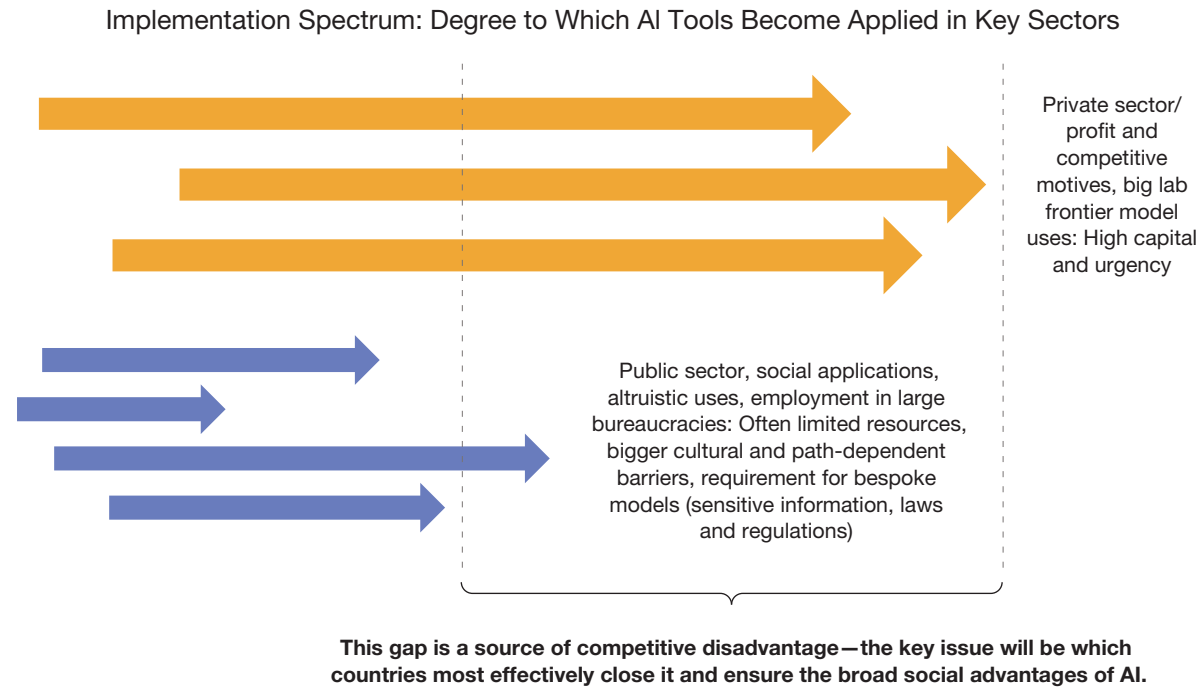 Implementation Spectrum: Degree to Which AI Tools Become Applied in Key Sectors
Private sector/
profit and
competitive
motives, big lab
frontier model
uses: High capital
and urgency
Public sector, social applications,
altruistic uses, employment in large
bureaucracies: Often limited resources,
bigger cultural and path-dependent
barriers, requirement for bespoke
models (sensitive information, laws
and regulations)
This gap is a source of competitive disadvantage—the key issue will be which
countries most effectively close it and ensure the broad social advantages of AI.